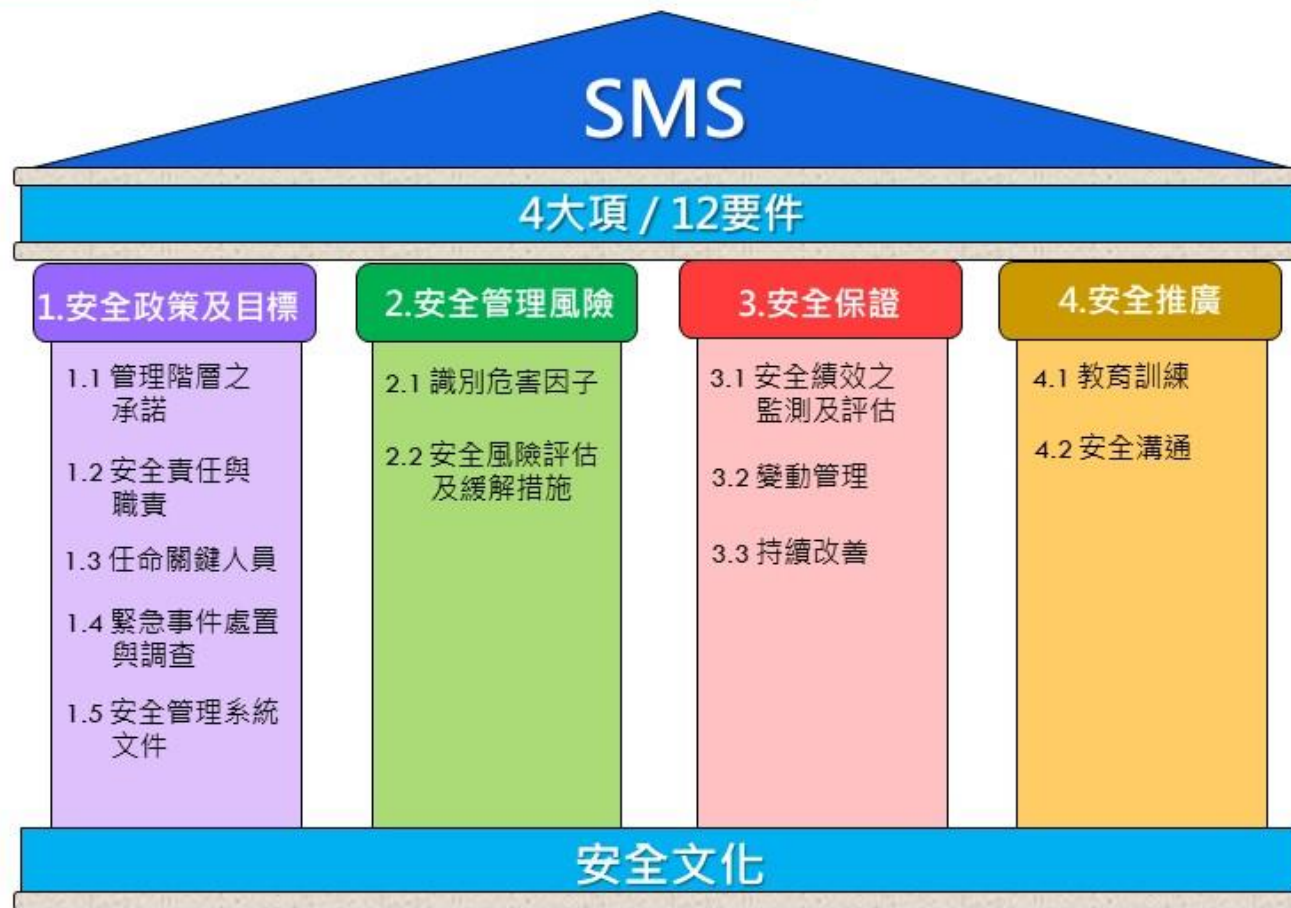 SMS
4大項 / 12要件
1.安全政策及目標
1.1 管理階層之
承諾
1.2 安全責任與
職責
1.3 任命關鍵人員
1.4 緊急事件處置
與調查
1.5 安全管理系統
文件
2.安全管理風險
2.1 識別危害因子
2.2 安全風險評估
及緩解措施
3.安全保證
3.1 安全績效之
監測及評估
3.2 變動管理
3.3 持續改善
4.安全推廣
4.1 教育訓練
4.2 安全溝通
安全文化